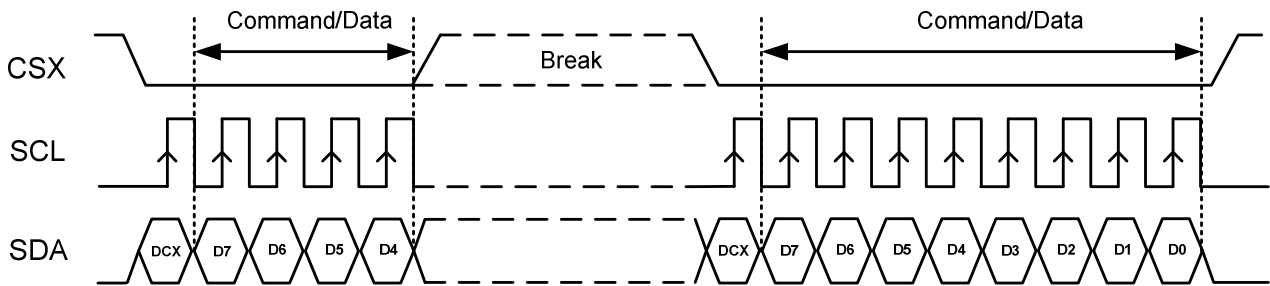 Command/Data Command/Data
CSX Break
SCL
SDA DCX D7 D6 D5 D4 DCX D7 D6 D5 D4 D3 D2 D1 D0